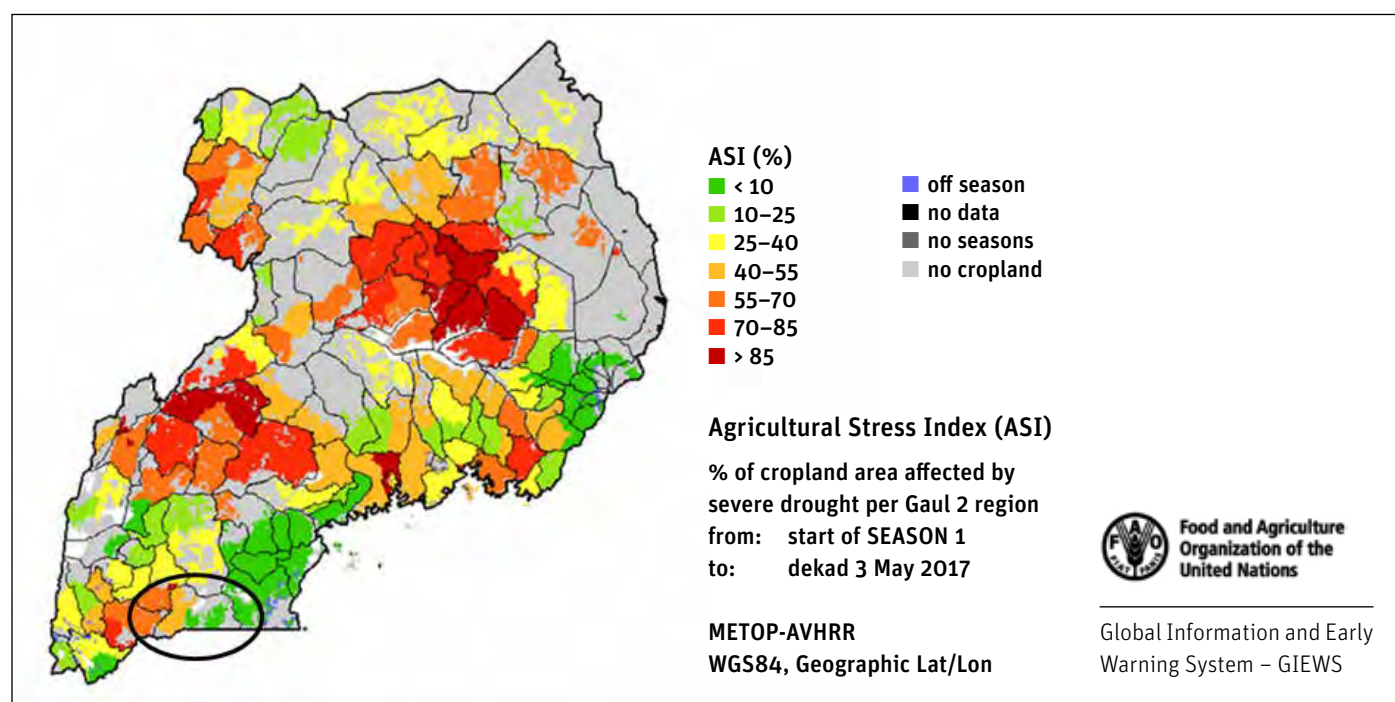 ASI (%)
< 10
10–25
25–40
40–55
55–70
70–85
> 85
off season
no data
no seasons
no cropland
Agricultural Stress Index (ASI)
% of cropland area affected by
severe drought per Gaul 2 region
from: start of SEASON 1
to: dekad 3 May 2017
METOP-AVHRR
WGS84, Geographic Lat/Lon
F A O
FIAT PANIS
Food and Agriculture
Organization of the
United Nations
Global Information and Early
Warning System – GIEWS